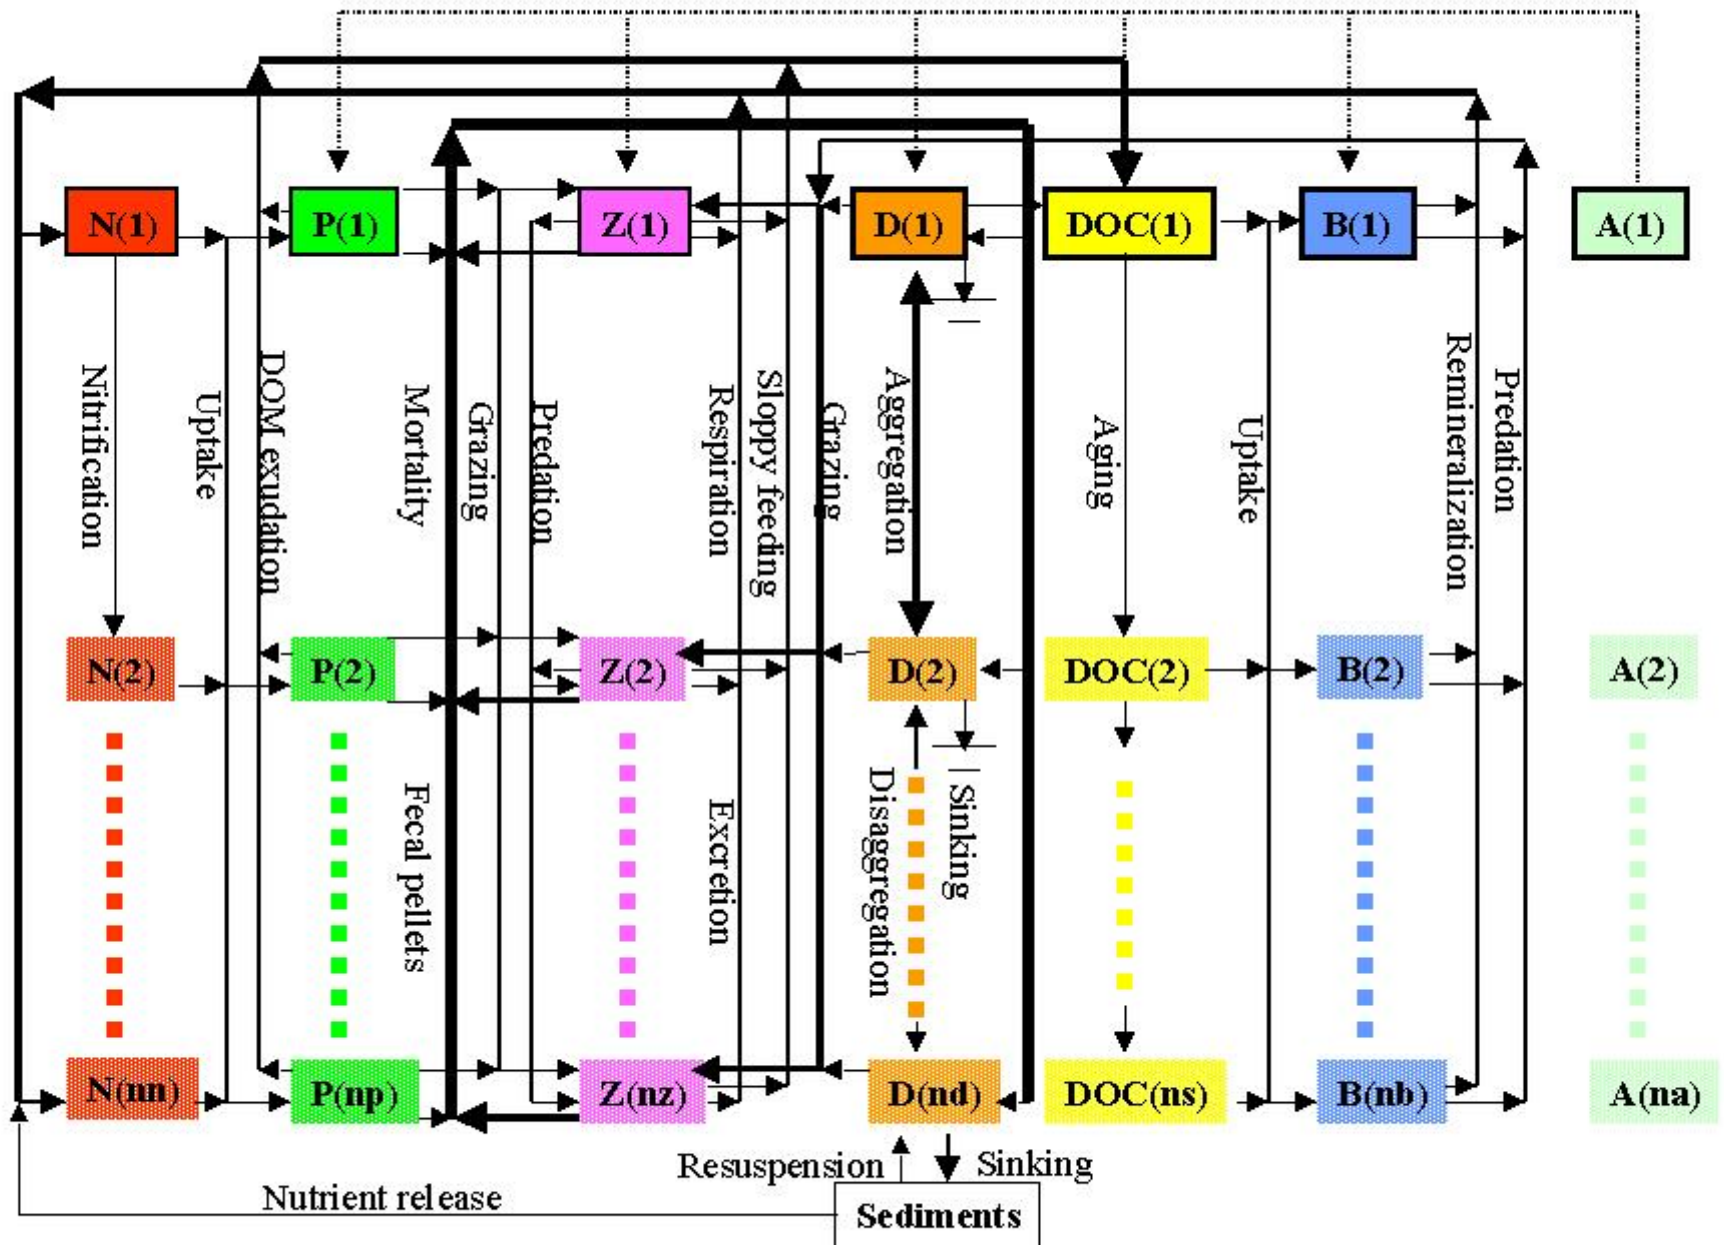 N(1)
P(1)
Z(1)
D(1)
DOC(1)
B(1)
A(1)
Nitrification
Uptake
DOM exudation
Mortality
Grazing
Predation
Respiration
Sloppy feeding
Grazing
Aggregation
Aging
Uptake
Remineralization
Predation
N(2)
P(2)
Z(2)
D(2)
DOC(2)
B(2)
A(2)
Fecal pellets
Excretion
Disaggregation
Sinking
N(nn)
P(np)
Z(nz)
D(nd)
DOC(ns)
B(nb)
A(na)
Resuspension
Sinking
Nutrient release
Sediments